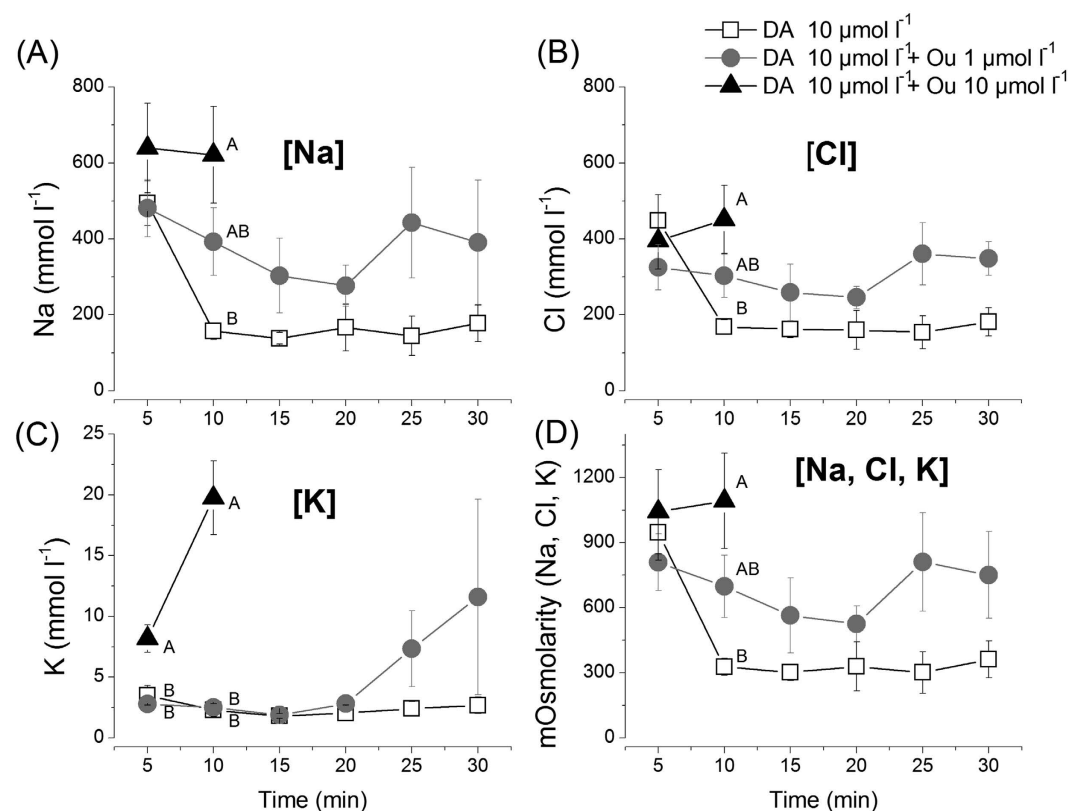 DA 10 µmol l⁻¹
DA 10 µmol l⁻¹+ Ou 1 µmol l⁻¹
DA 10 µmol l⁻¹+ Ou 10 µmol l⁻¹
(A)
[Na]
Na (mmol l⁻¹)
800
600
400
200
0
A
AB
B
5 10 15 20 25 30
(B)
[Cl]
Cl (mmol l⁻¹)
800
600
400
200
0
A
AB
B
5 10 15 20 25 30
(C)
[K]
K (mmol l⁻¹)
25
20
15
10
5
0
A
A
B
B
B
B
5 10 15 20 25 30
Time (min)
(D)
[Na, Cl, K]
mOsmolarity (Na, Cl, K)
1200
900
600
300
0
A
AB
B
5 10 15 20 25 30
Time (min)